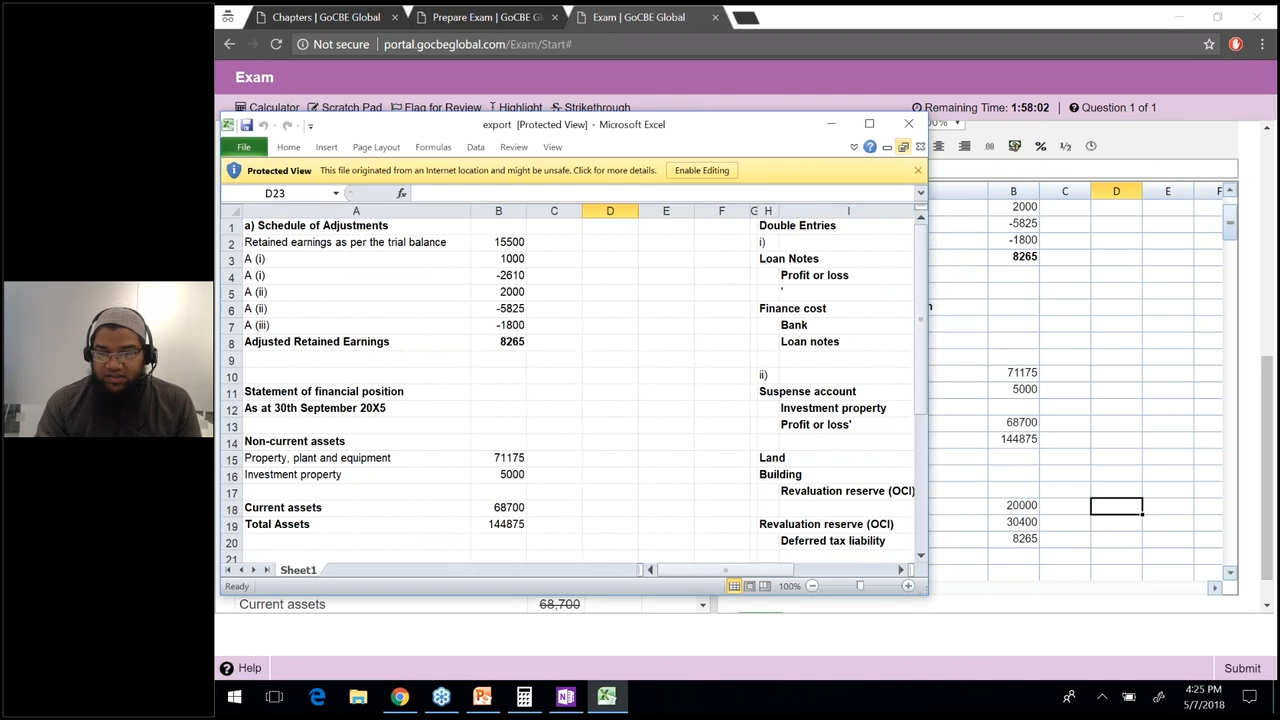 Chapters | GoCBE Global
Prepare Exam | GoCBE Gl
Exam | GoCBE Global
Not secure
portal.gocbeglobal.com/Exam/Start#
Exam
Calculator
Scratch Pad
Flag for Review
Highlight
Strikethrough
Remaining Time: 1:58:02
Question 1 of 1
export [Protected View] - Microsoft Excel
File
Home
Insert
Page Layout
Formulas
Data
Review
View
Protected View
This file originated from an Internet location and might be unsafe. Click for more details.
Enable Editing
D23
fx
A B C D E F G H I
1 a) Schedule of Adjustments Double Entries
2 Retained earnings as per the trial balance 15500 i)
3 A (i) 1000 Loan Notes
4 A (i) -2610 Profit or loss
5 A (ii) 2000 '
6 A (ii) -5825 Finance cost
7 A (iii) -1800 Bank
8 Adjusted Retained Earnings 8265 Loan notes
9
10 ii)
11 Statement of financial position Suspense account
12 As at 30th September 20X5 Investment property
13 Profit or loss'
14 Non-current assets
15 Property, plant and equipment 71175 Land
16 Investment property 5000 Building
17 Revaluation reserve (OCI)
18 Current assets 68700
19 Total Assets 144875 Revaluation reserve (OCI)
20 Deferred tax liability
21
Sheet1
Ready
100%
00%
%
B C D E F
2000
-5825
-1800
8265
n
71175
5000
68700
144875
20000
30400
8265
Current assets 68,700
Help
Submit
4:25 PM
5/7/2018